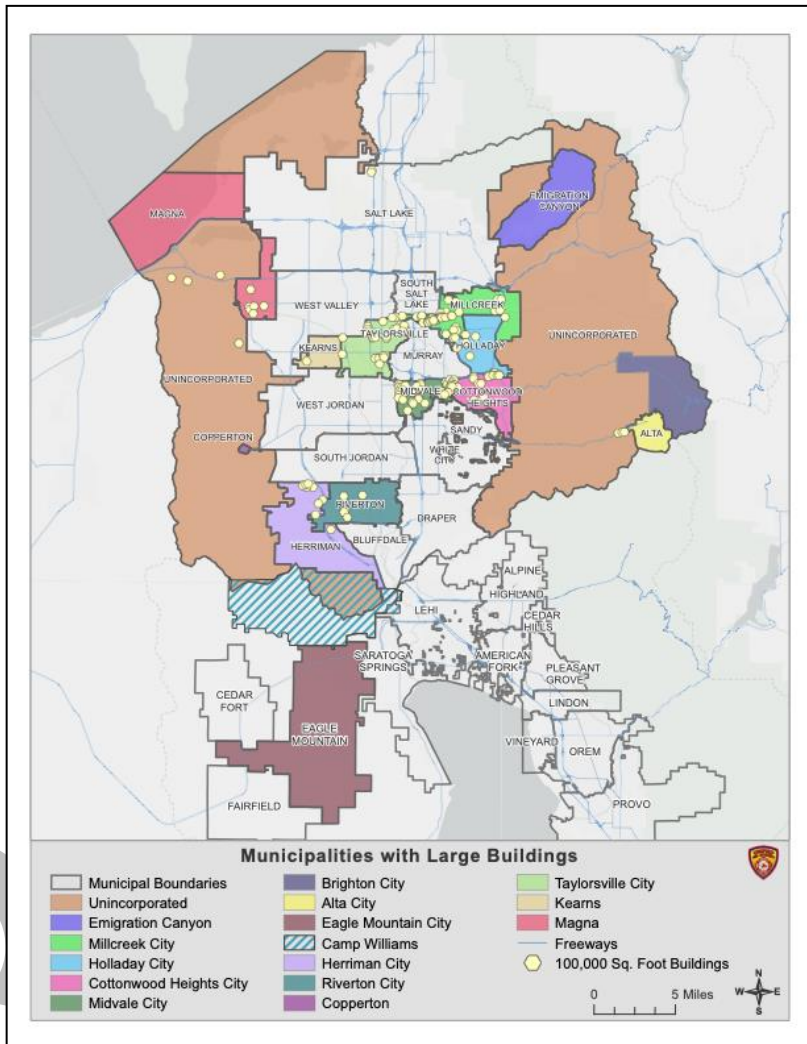 MAGNA
EMIGRATION
CANYON
SALT LAKE
SOUTH
SALT
LAKE
MILLCREEK
WEST VALLEY
TAYLORSVILLE
UNINCORPORATED
KEARNS
HOLLADAY
MURRAY
UNINCORPORATED
MIDVALE
COTTONWOOD
HEIGHTS
WEST JORDAN
SANDY
ALTA
COPPERTON
WHITE
CITY
SOUTH JORDAN
RIVERTON
DRAPER
BLUFFDALE
HERRIMAN
ALPINE
HIGHLAND
LEHI
CEDAR
HILLS
SARATOGA
SPRINGS
AMERICAN
FORK
PLEASANT
GROVE
CEDAR
FORT
LINDON
EAGLE
MOUNTAIN
VINEYARD
OREM
FAIRFIELD
PROVO
Municipalities with Large Buildings
Municipal Boundaries
Unincorporated
Emigration Canyon
Millcreek City
Holladay City
Cottonwood Heights City
Midvale City
Brighton City
Alta City
Eagle Mountain City
Camp Williams
Herriman City
Riverton City
Copperton
Taylorsville City
Kearns
Magna
Freeways
100,000 Sq. Foot Buildings
0 5 Miles
N
W E
S